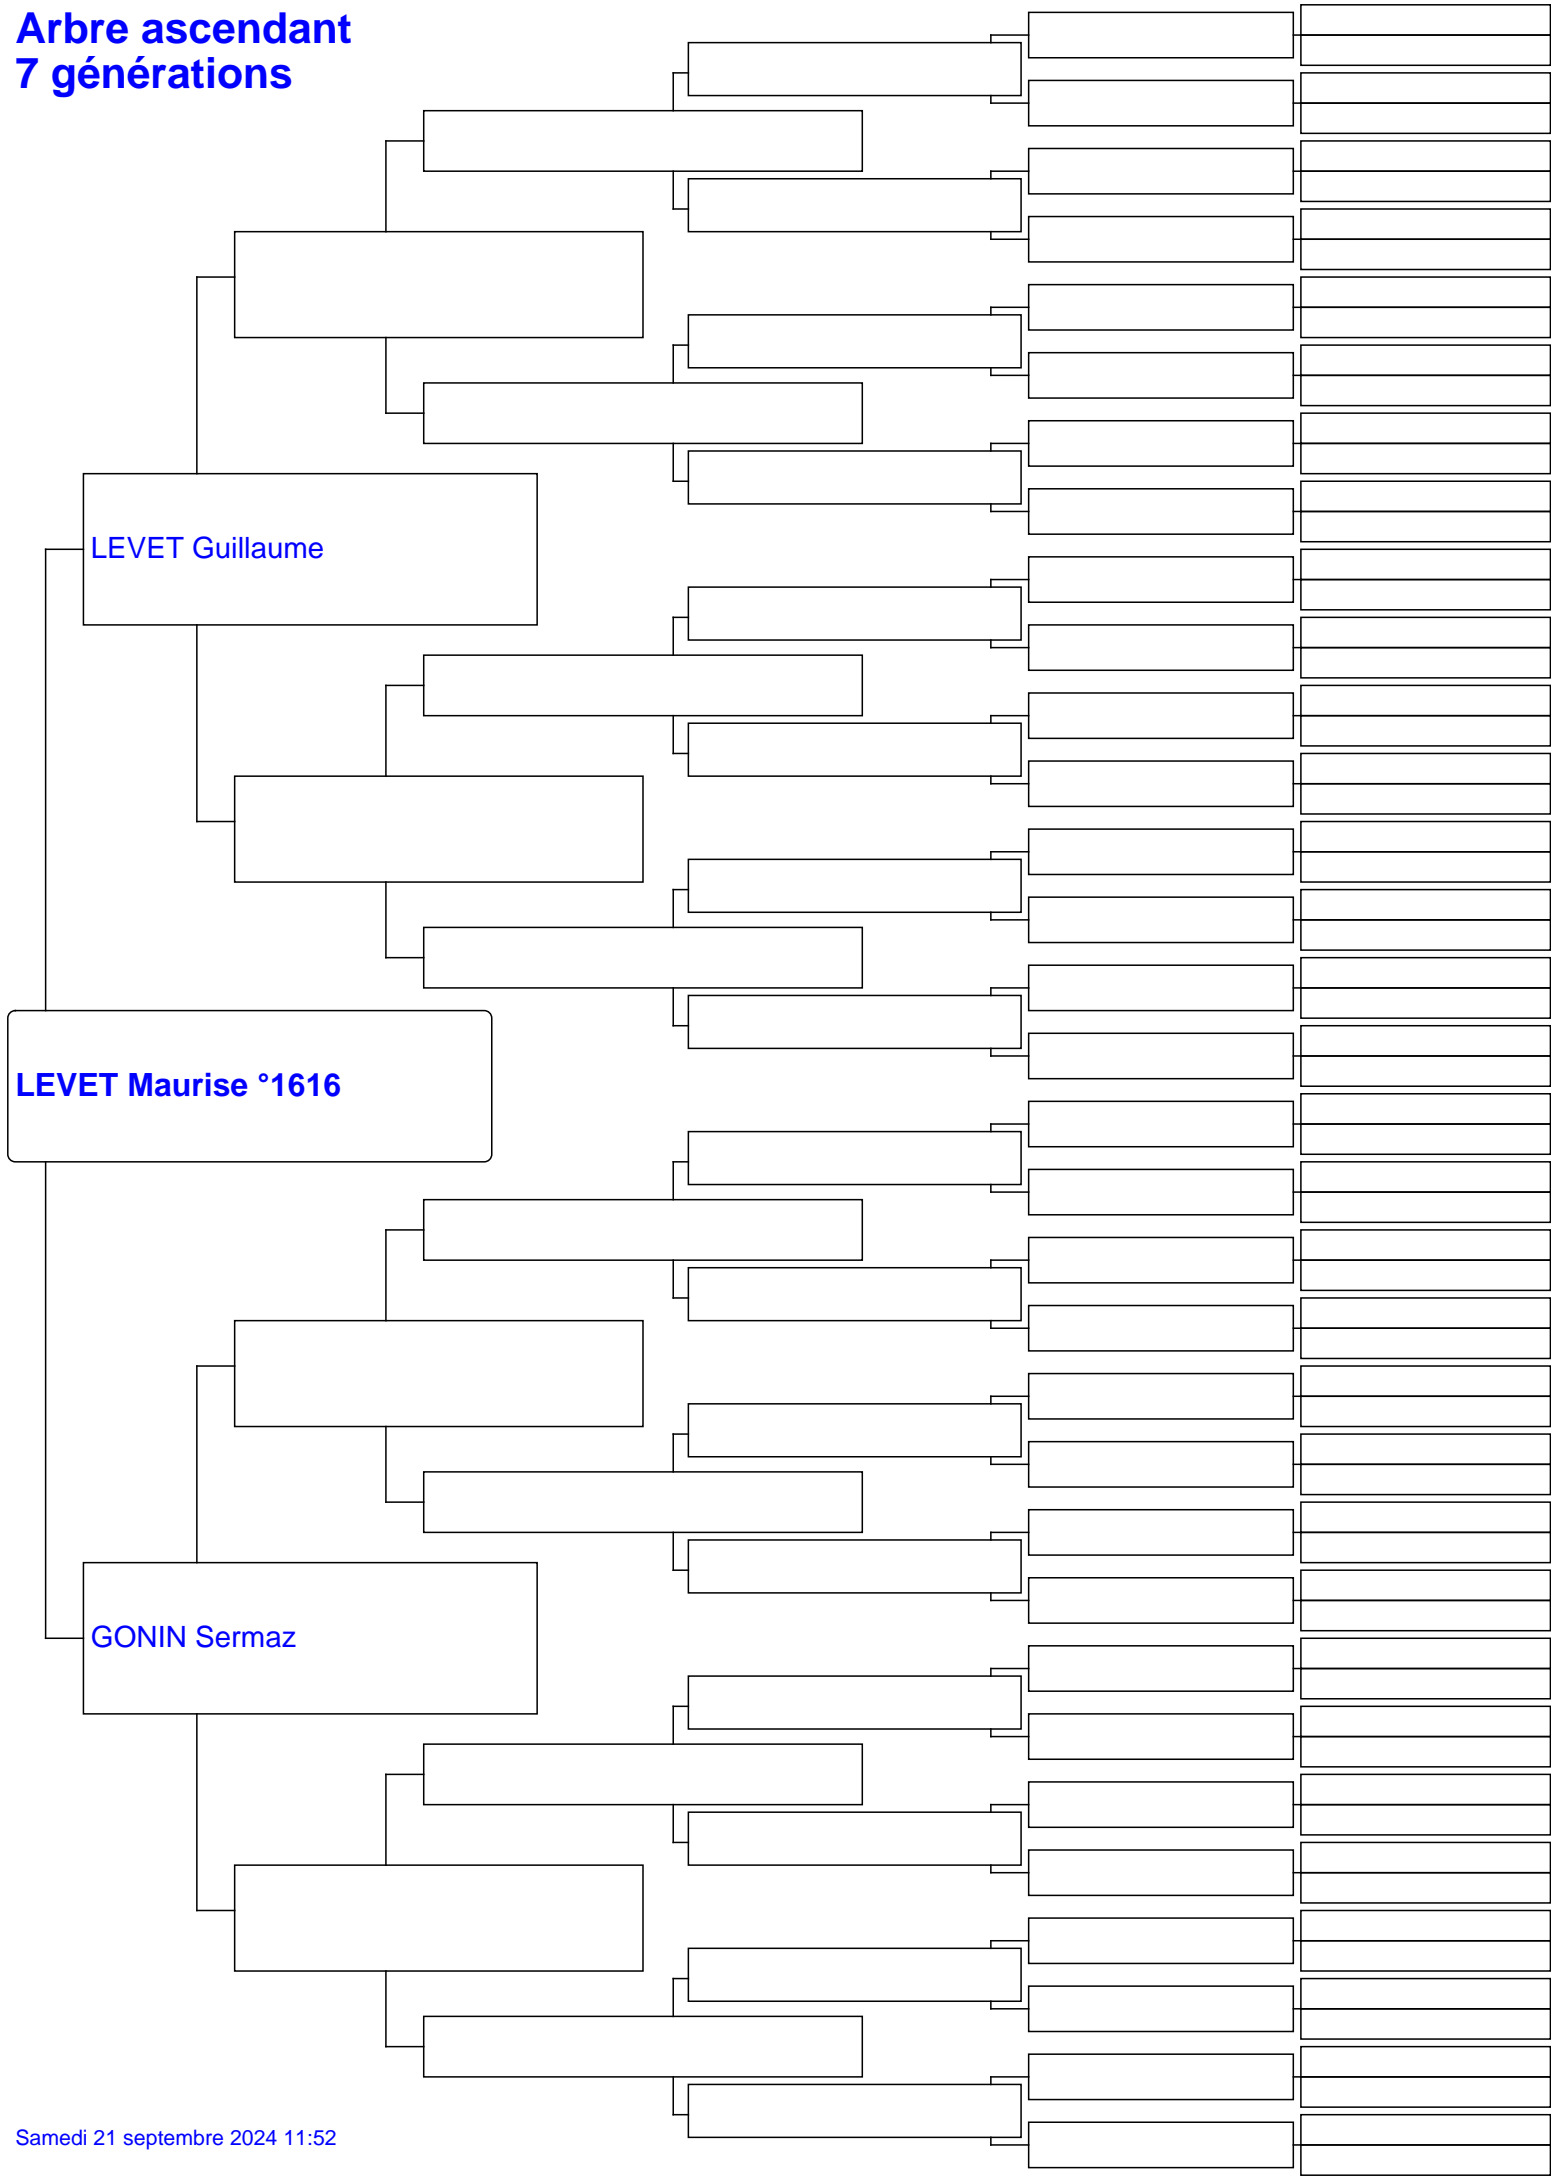 Arbre ascendant
7 générations
LEVET Guillaume
LEVET Maurise °1616
GONIN Sermaz
Samedi 21 septembre 2024 11:52